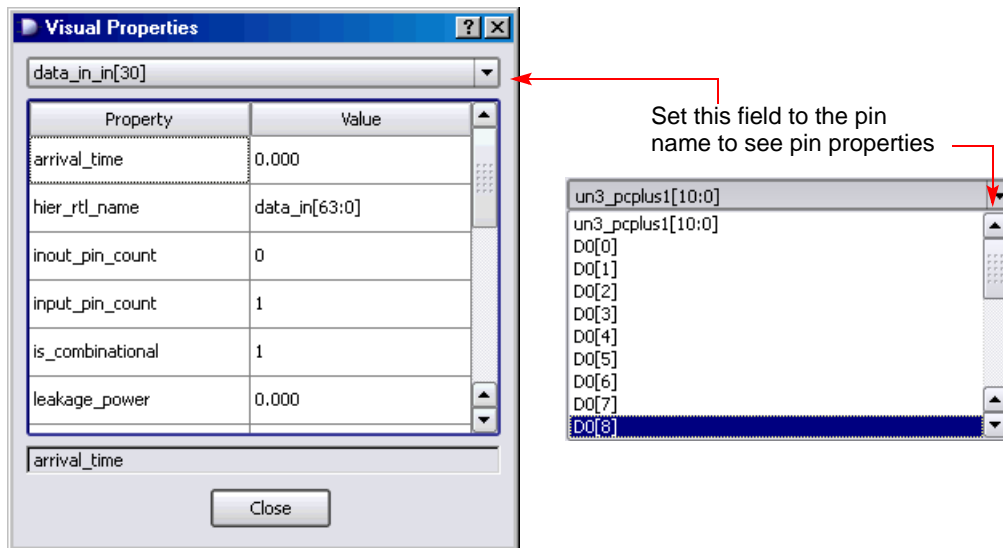 Visual Properties
data_in_in[30]
Property Value
arrival_time 0.000
hier_rtl_name data_in[63:0]
inout_pin_count 0
input_pin_count 1
is_combinational 1
leakage_power 0.000
arrival_time
Close
Set this field to the pin
name to see pin properties
un3_pcplus1[10:0]
un3_pcplus1[10:0]
D0[0]
D0[1]
D0[2]
D0[3]
D0[4]
D0[5]
D0[6]
D0[7]
D0[8]